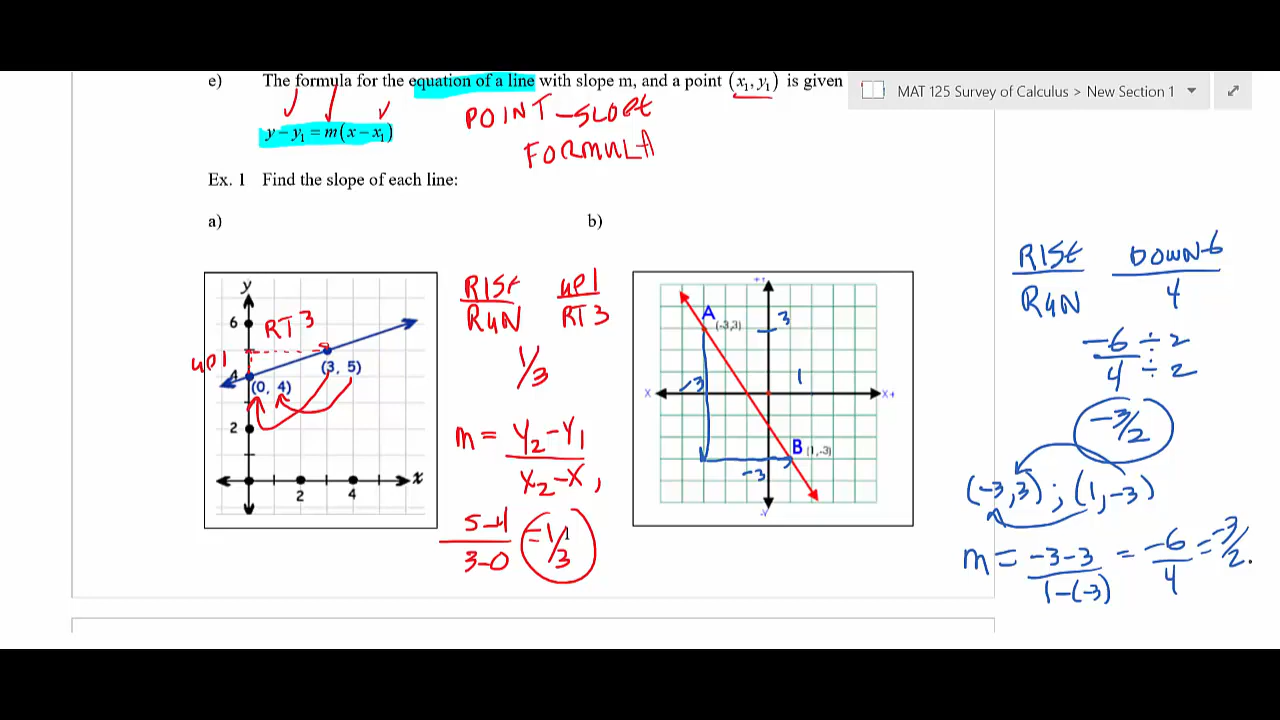 e) The formula for the equation of a line with slope m, and a point (x₁, y₁) is given
MAT 125 Survey of Calculus > New Section 1
y − y₁ = m(x − x₁)
POINT-SLOPE
FORMULA
Ex. 1 Find the slope of each line:
a)
b)
y
6
4
2
2
4
x
RT 3
up 1
(0, 4)
(3, 5)
RISE
RUN
up 1
RT 3
1/3
m = y₂ − y₁
x₂ − x₁
5-4
3-0
= 1/3
A
(-3,3)
3
-3
1
X
X+
B (1,-3)
-3
-Y
RISE
RUN
DOWN-6
4
-6 ÷ 2
4 ÷ 2
-3/2
(-3,3) ; (1,-3)
m = -3-3 = -6 = -3/2.
1-(-3) 4